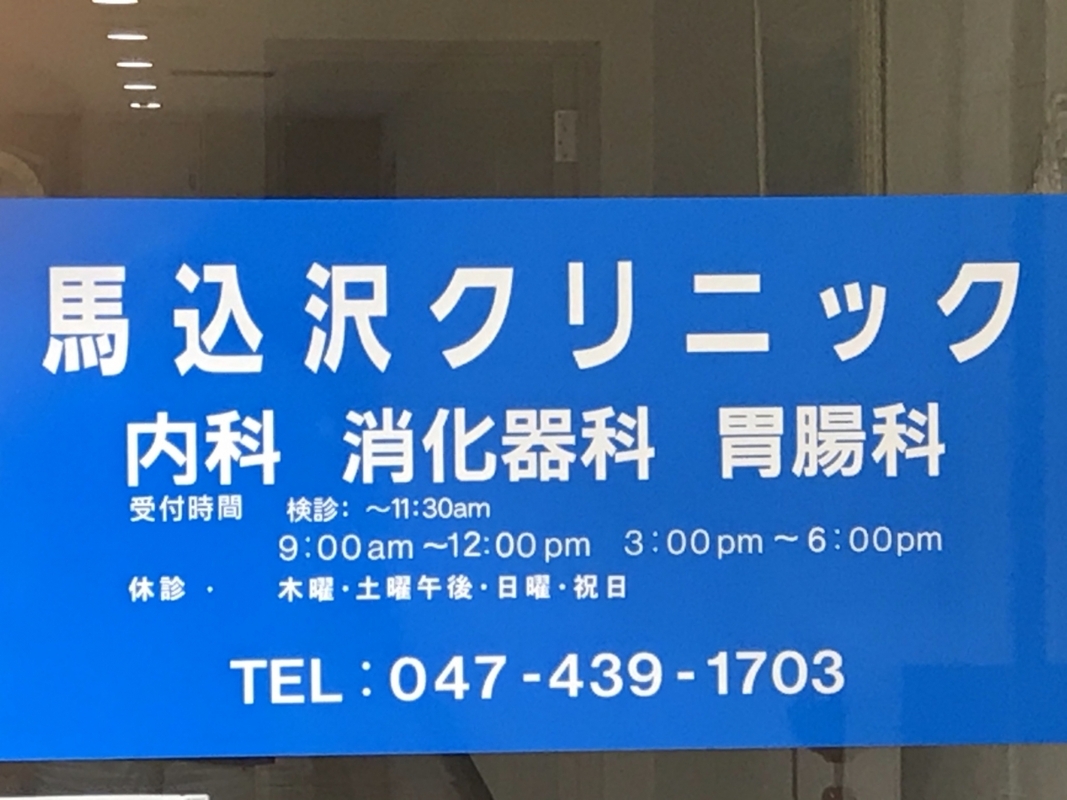 馬込沢クリニック
内科 消化器科 胃腸科
受付時間 検診：～11:30am
9:00am～12:00pm 3:00pm～6:00pm
休診・ 木曜・土曜午後・日曜・祝日
TEL：047-439-1703